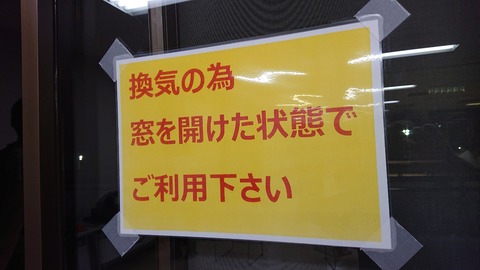 換気の為
窓を開けた状態で
ご利用下さい